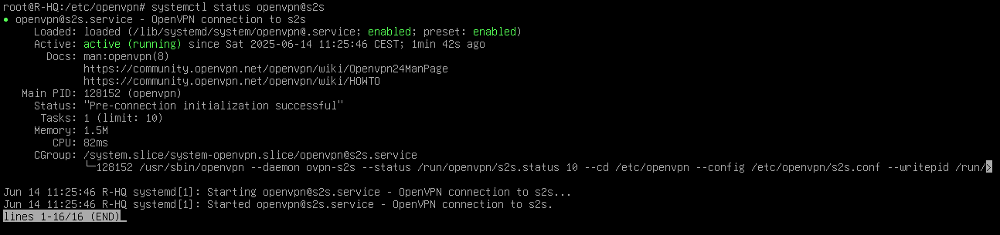 root@R-HQ:/etc/openvpn# systemctl status openvpn@s2s
● openvpn@s2s.service - OpenVPN connection to s2s
     Loaded: loaded (/lib/systemd/system/openvpn@.service; enabled; preset: enabled)
     Active: active (running) since Sat 2025-06-14 11:25:46 CEST; 1min 42s ago
       Docs: man:openvpn(8)
             https://community.openvpn.net/openvpn/wiki/Openvpn24ManPage
             https://community.openvpn.net/openvpn/wiki/HOWTO
   Main PID: 128152 (openvpn)
     Status: "Pre-connection initialization successful"
      Tasks: 1 (limit: 10)
     Memory: 1.5M
        CPU: 82ms
     CGroup: /system.slice/system-openvpn.slice/openvpn@s2s.service
             └─128152 /usr/sbin/openvpn --daemon ovpn-s2s --status /run/openvpn/s2s.status 10 --cd /etc/openvpn --config /etc/openvpn/s2s.conf --writepid /run/>

Jun 14 11:25:46 R-HQ systemd[1]: Starting openvpn@s2s.service - OpenVPN connection to s2s...
Jun 14 11:25:46 R-HQ systemd[1]: Started openvpn@s2s.service - OpenVPN connection to s2s.
lines 1-16/16 (END)